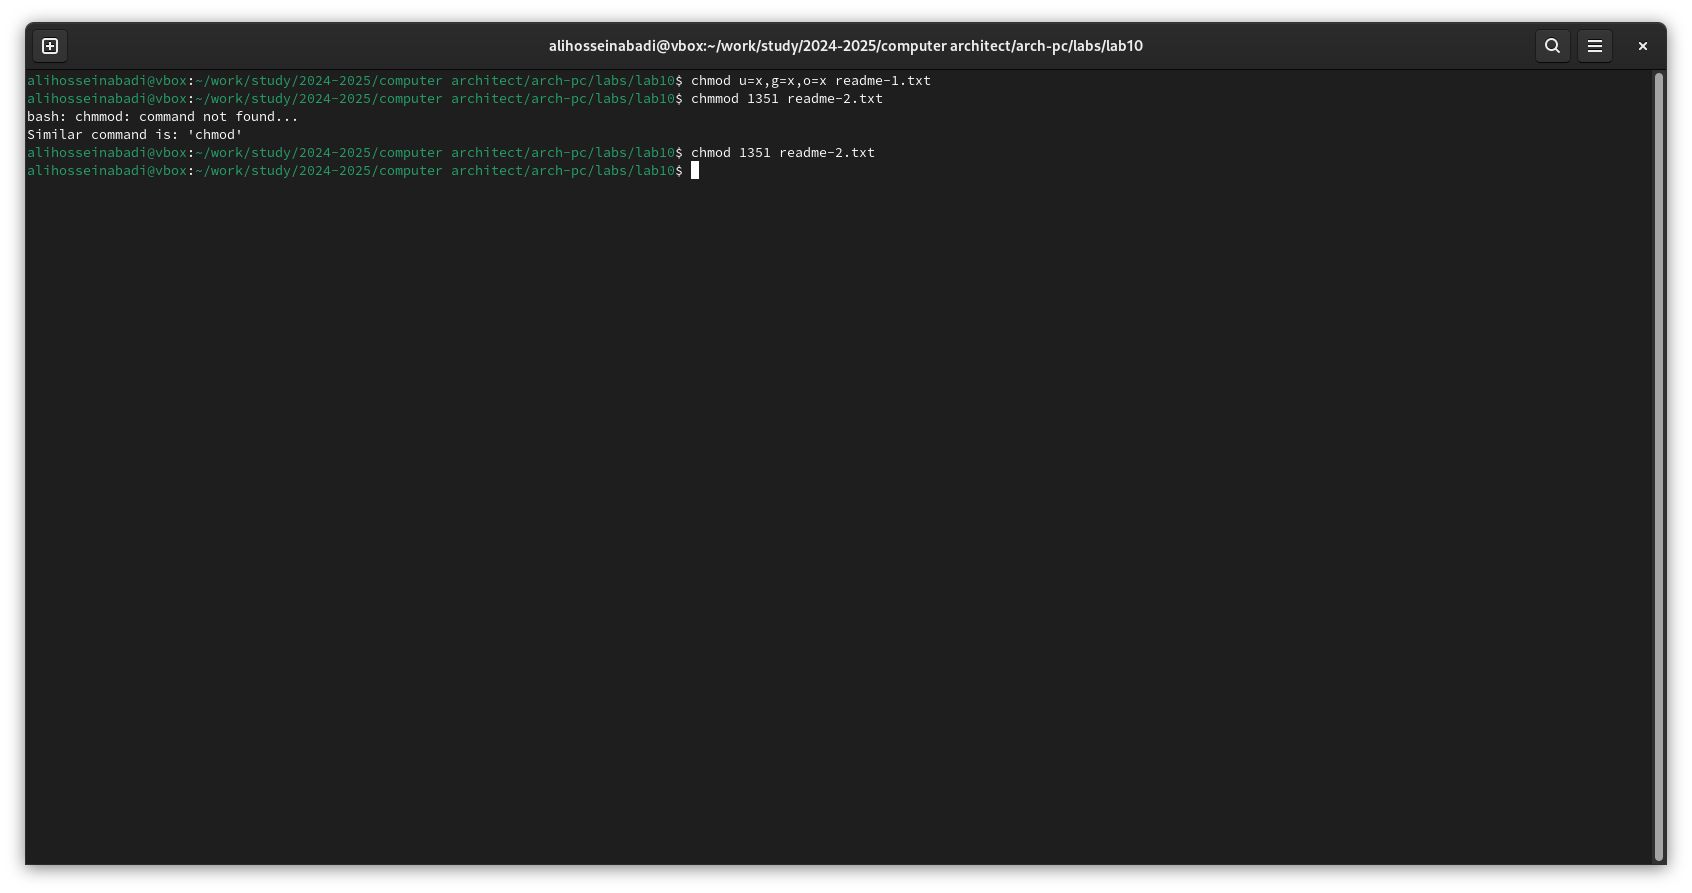 alihosseinabadi@vbox:~/work/study/2024-2025/computer architect/arch-pc/labs/lab10
alihosseinabadi@vbox:~/work/study/2024-2025/computer architect/arch-pc/labs/lab10$ chmod u=x,g=x,o=x readme-1.txt
alihosseinabadi@vbox:~/work/study/2024-2025/computer architect/arch-pc/labs/lab10$ chmmod 1351 readme-2.txt
bash: chmmod: command not found...
Similar command is: 'chmod'
alihosseinabadi@vbox:~/work/study/2024-2025/computer architect/arch-pc/labs/lab10$ chmod 1351 readme-2.txt
alihosseinabadi@vbox:~/work/study/2024-2025/computer architect/arch-pc/labs/lab10$